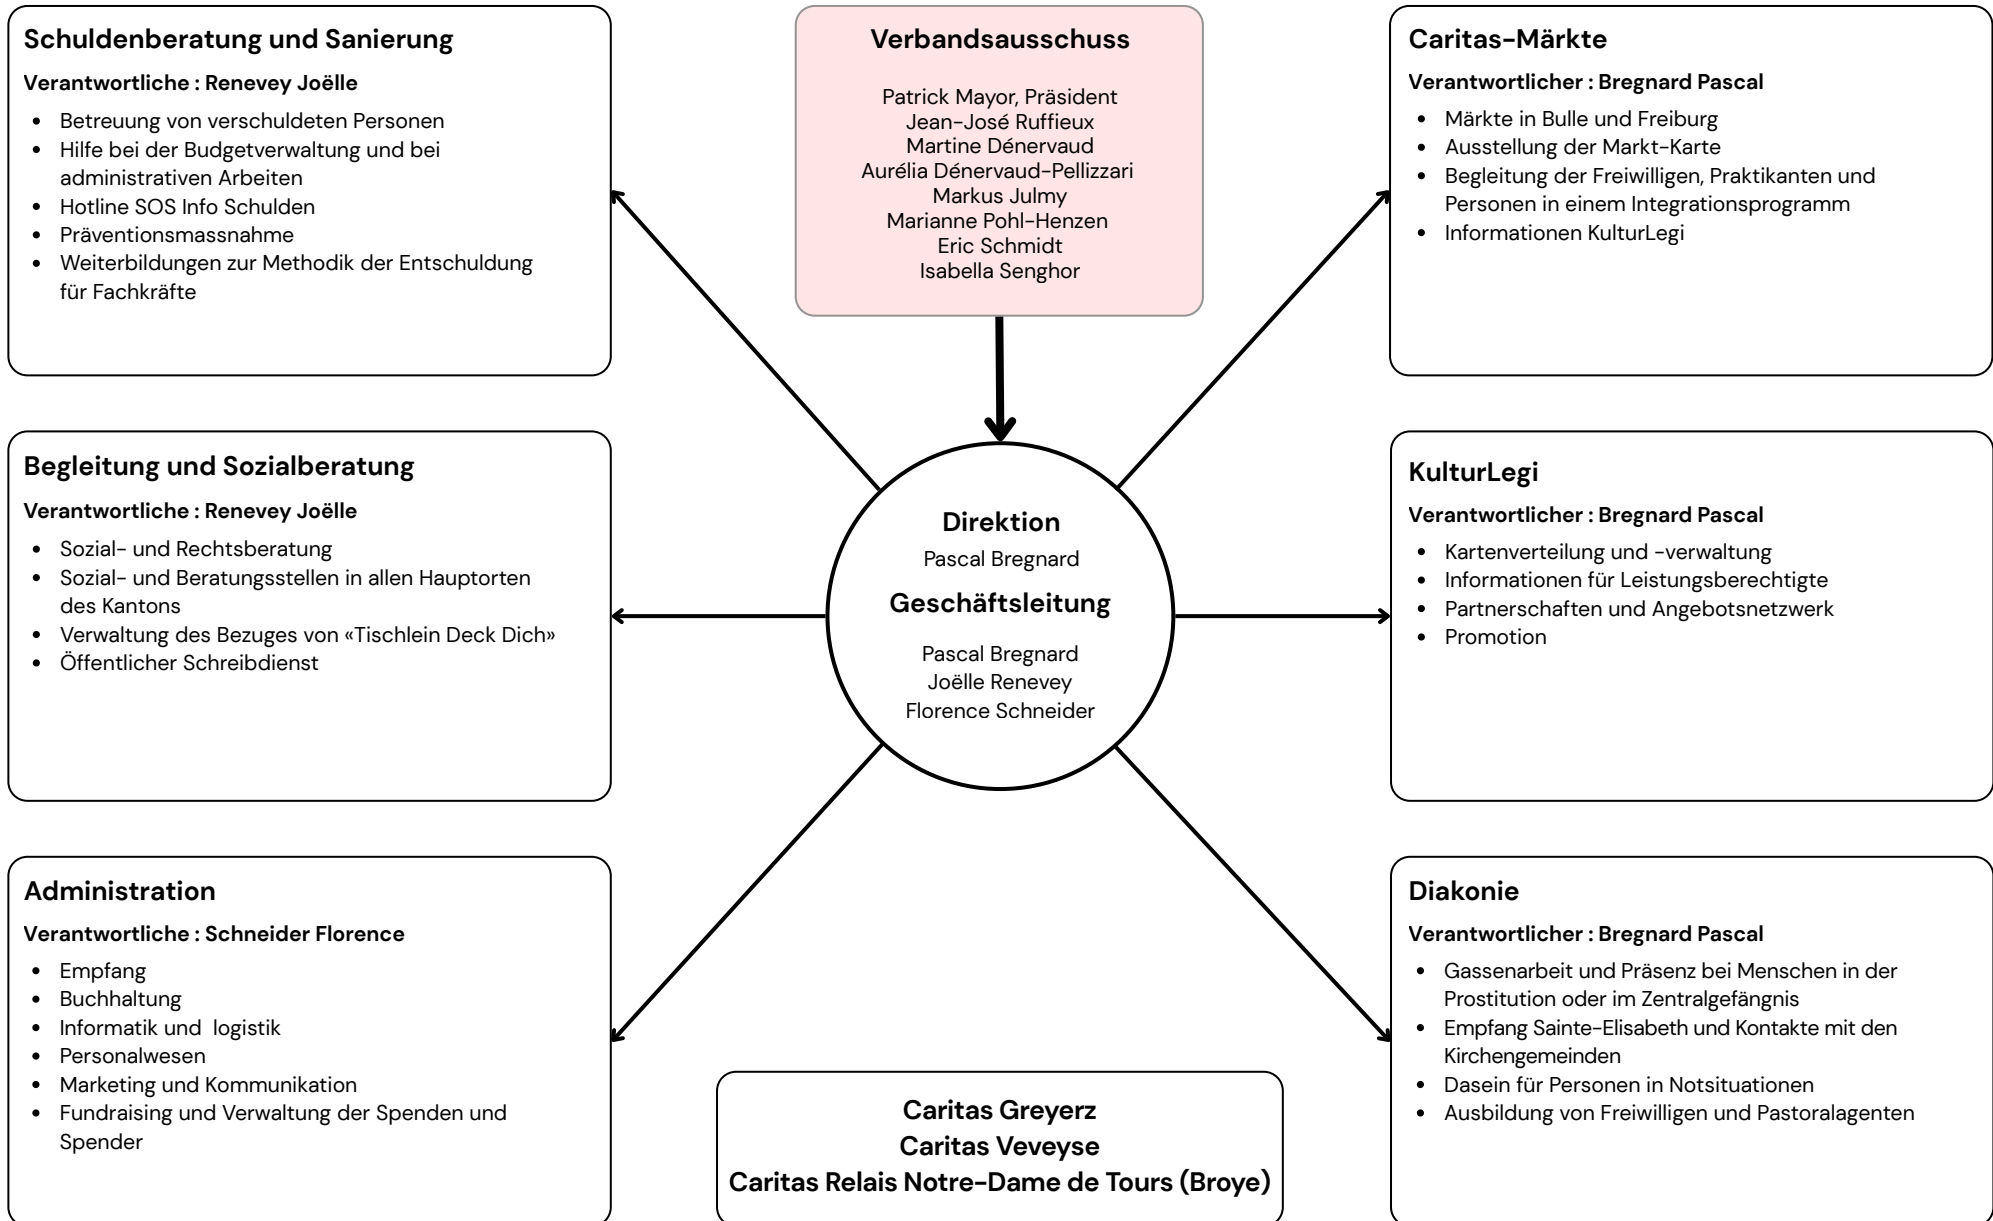 Schuldenberatung und Sanierung
Verantwortliche : Renevey Joëlle
• Betreuung von verschuldeten Personen
• Hilfe bei der Budgetverwaltung und bei
administrativen Arbeiten
• Hotline SOS Info Schulden
• Präventionsmassnahme
• Weiterbildungen zur Methodik der Entschuldung
für Fachkräfte
Verbandsausschuss
Patrick Mayor, Präsident
Jean-José Ruffieux
Martine Dénervaud
Aurélia Dénervaud-Pellizzari
Markus Julmy
Marianne Pohl-Henzen
Eric Schmidt
Isabella Senghor
Caritas-Märkte
Verantwortlicher : Bregnard Pascal
• Märkte in Bulle und Freiburg
• Ausstellung der Markt-Karte
• Begleitung der Freiwilligen, Praktikanten und
Personen in einem Integrationsprogramm
• Informationen KulturLegi
Begleitung und Sozialberatung
Verantwortliche : Renevey Joëlle
• Sozial- und Rechtsberatung
• Sozial- und Beratungsstellen in allen Hauptorten
des Kantons
• Verwaltung des Bezuges von «Tischlein Deck Dich»
• Öffentlicher Schreibdienst
Direktion
Pascal Bregnard
Geschäftsleitung
Pascal Bregnard
Joëlle Renevey
Florence Schneider
KulturLegi
Verantwortlicher : Bregnard Pascal
• Kartenverteilung und -verwaltung
• Informationen für Leistungsberechtigte
• Partnerschaften und Angebotsnetzwerk
• Promotion
Administration
Verantwortliche : Schneider Florence
• Empfang
• Buchhaltung
• Informatik und  logistik
• Personalwesen
• Marketing und Kommunikation
• Fundraising und Verwaltung der Spenden und
Spender
Caritas Greyerz
Caritas Veveyse
Caritas Relais Notre-Dame de Tours (Broye)
Diakonie
Verantwortlicher : Bregnard Pascal
• Gassenarbeit und Präsenz bei Menschen in der
Prostitution oder im Zentralgefängnis
• Empfang Sainte-Elisabeth und Kontakte mit den
Kirchengemeinden
• Dasein für Personen in Notsituationen
• Ausbildung von Freiwilligen und Pastoralagenten